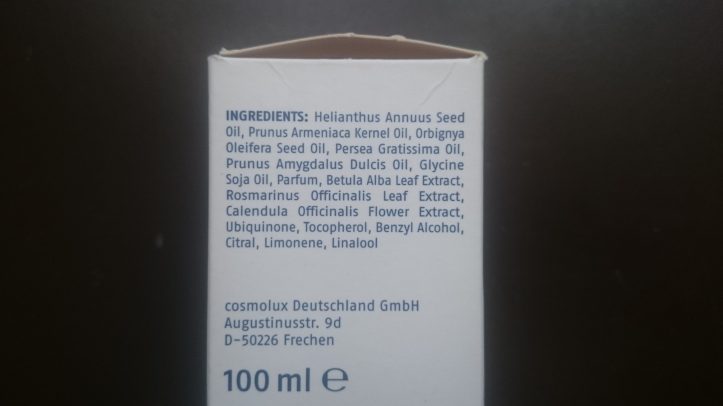 INGREDIENTS: Helianthus Annuus Seed
Oil, Prunus Armeniaca Kernel Oil, Orbignya
Oleifera Seed Oil, Persea Gratissima Oil,
Prunus Amygdalus Dulcis Oil, Glycine
Soja Oil, Parfum, Betula Alba Leaf Extract,
Rosmarinus Officinalis Leaf Extract,
Calendula Officinalis Flower Extract,
Ubiquinone, Tocopherol, Benzyl Alcohol,
Citral, Limonene, Linalool
cosmolux Deutschland GmbH
Augustinusstr. 9d
D-50226 Frechen
100 ml ℮